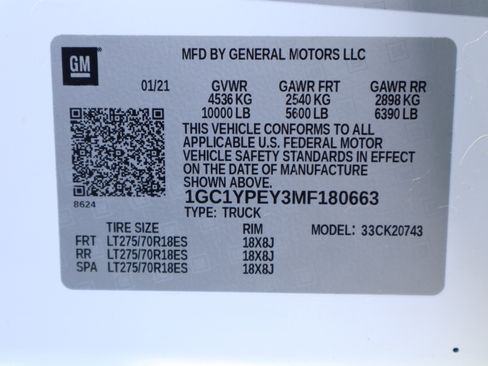 GM
MFD BY GENERAL MOTORS LLC
01/21 GVWR GAWR FRT GAWR RR
4536 KG 2540 KG 2898 KG
10000 LB 5600 LB 6390 LB
THIS VEHICLE CONFORMS TO ALL
APPLICABLE U.S. FEDERAL MOTOR
VEHICLE SAFETY STANDARDS IN EFFECT
ON THE DATE OF MANUFACTURE
SHOWN ABOVE.
8624
1GC1YPEY3MF180663
TYPE: TRUCK
TIRE SIZE RIM MODEL: 33CK20743
FRT LT275/70R18ES 18X8J
RR LT275/70R18ES 18X8J
SPA LT275/70R18ES 18X8J